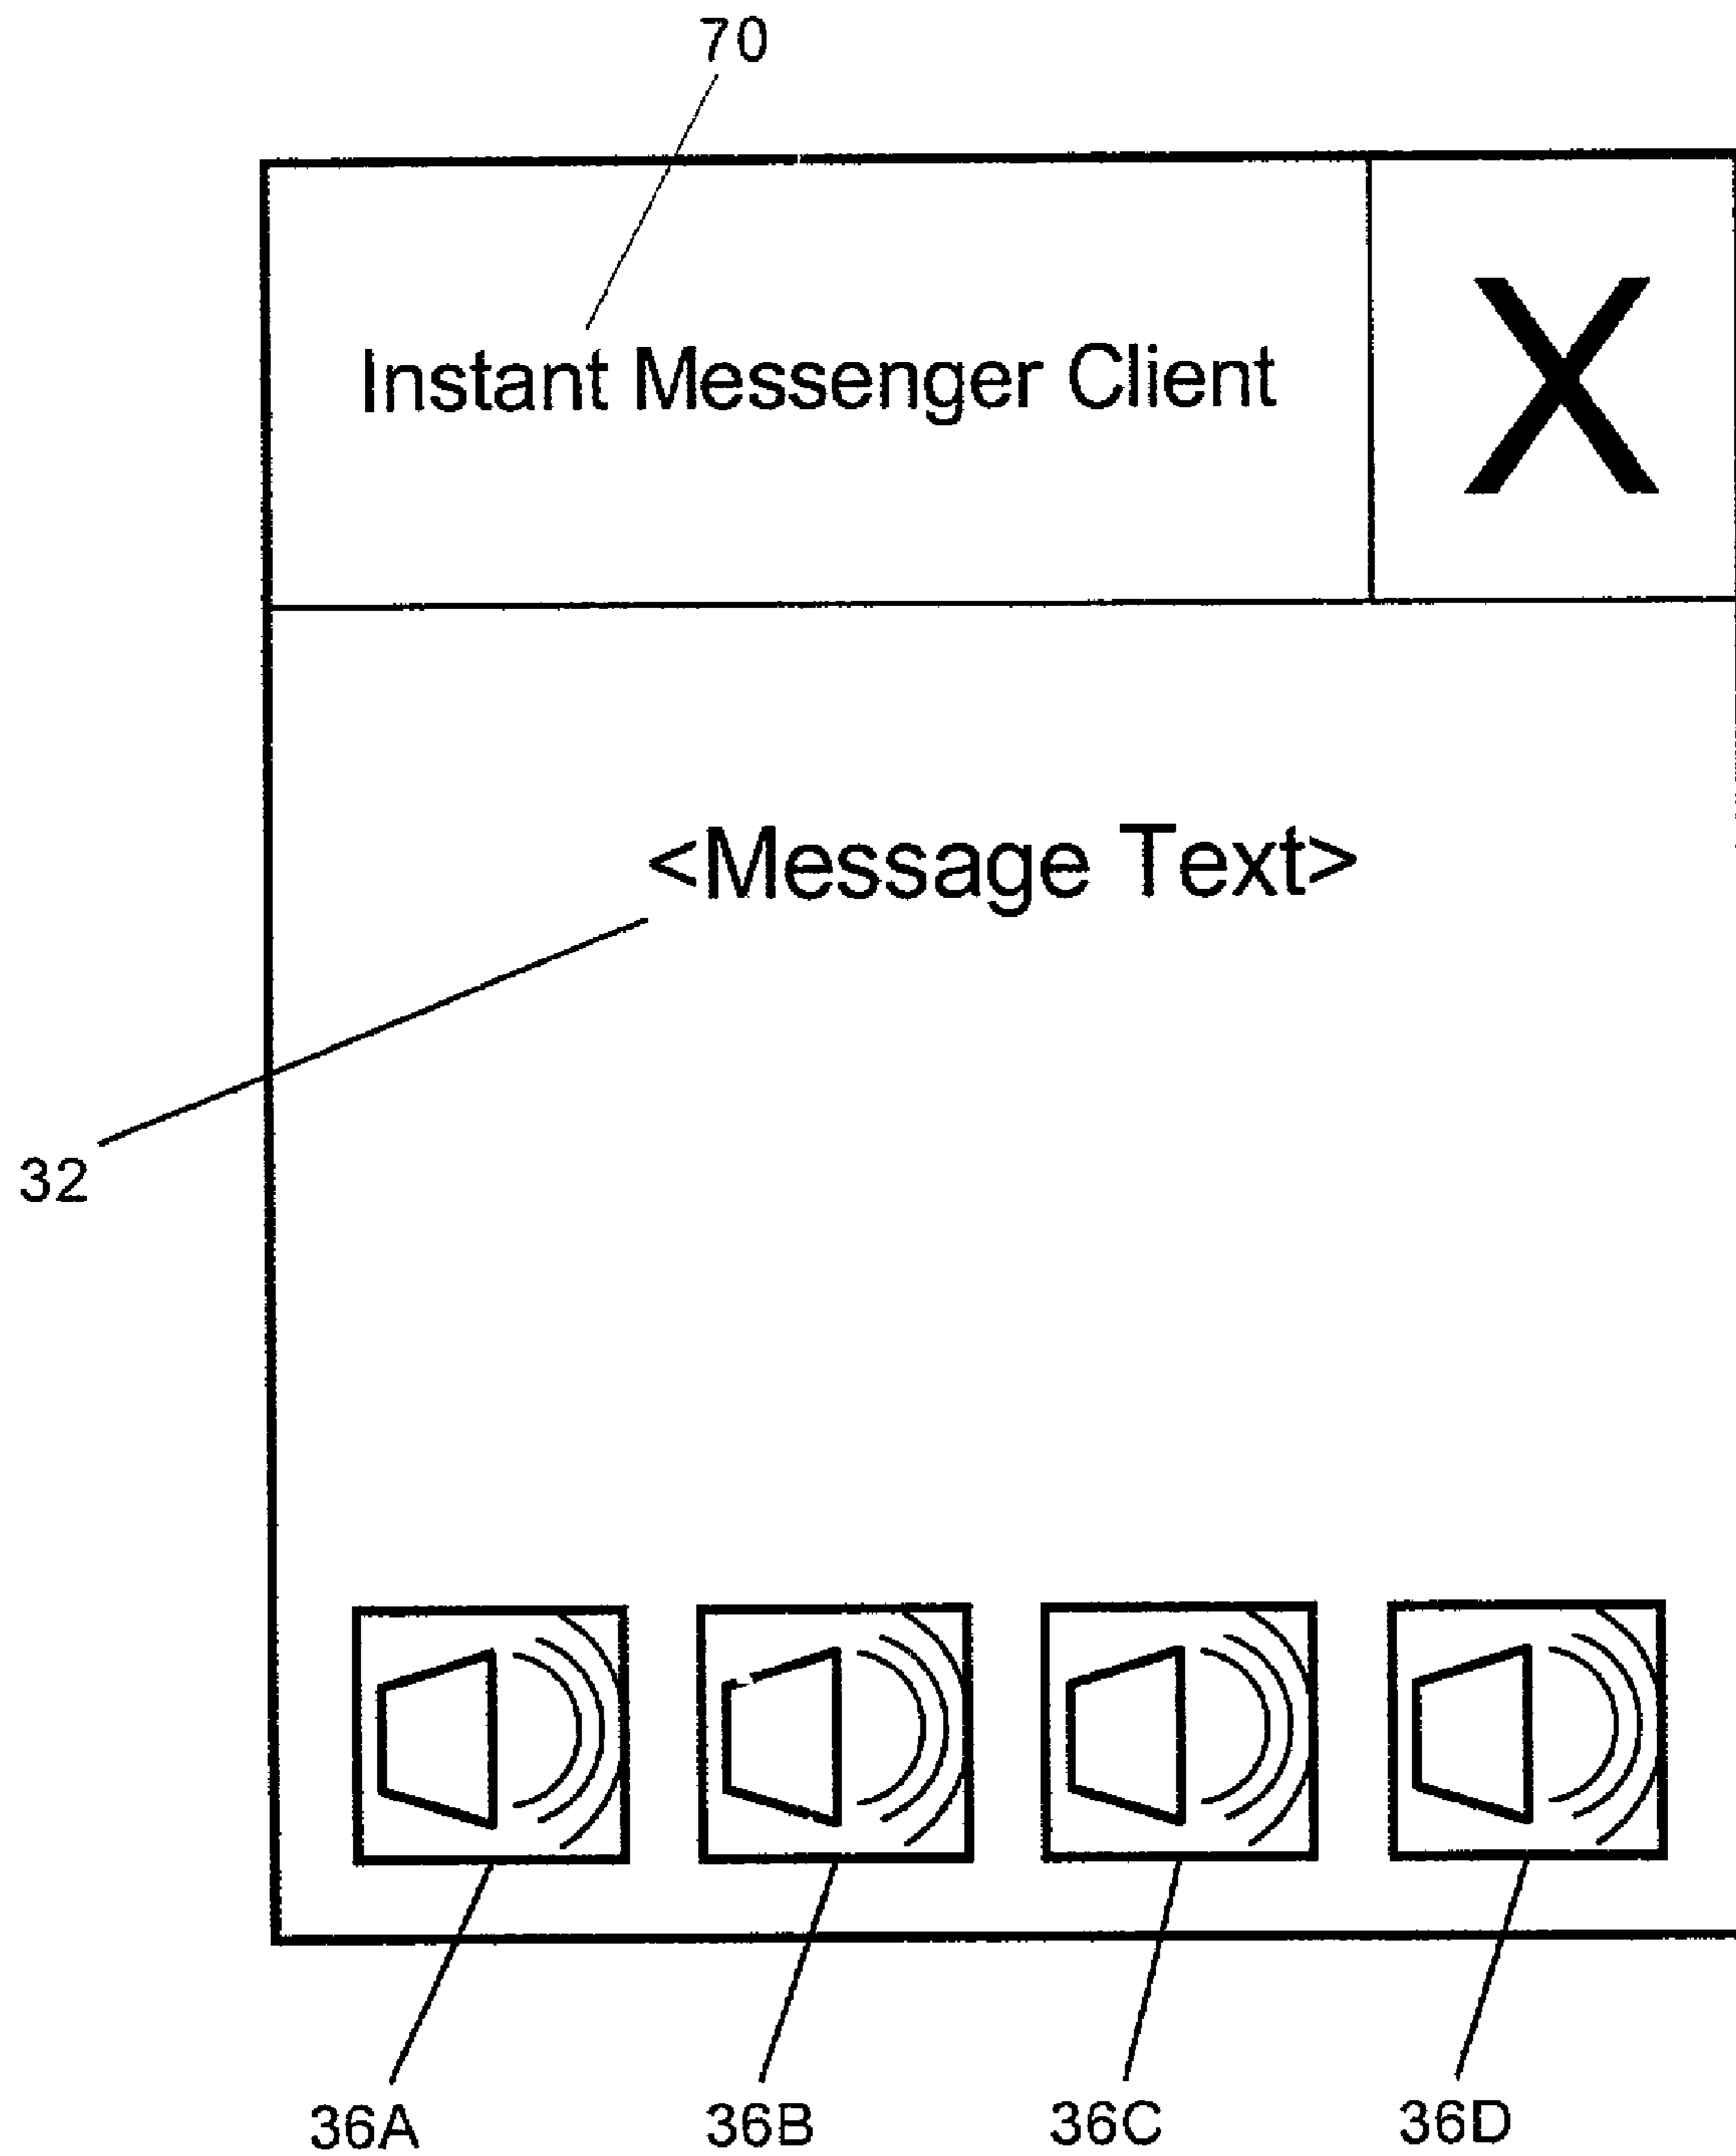 70
Instant Messenger Client
X
<Message Text>
32
36A 36B 36C 36D